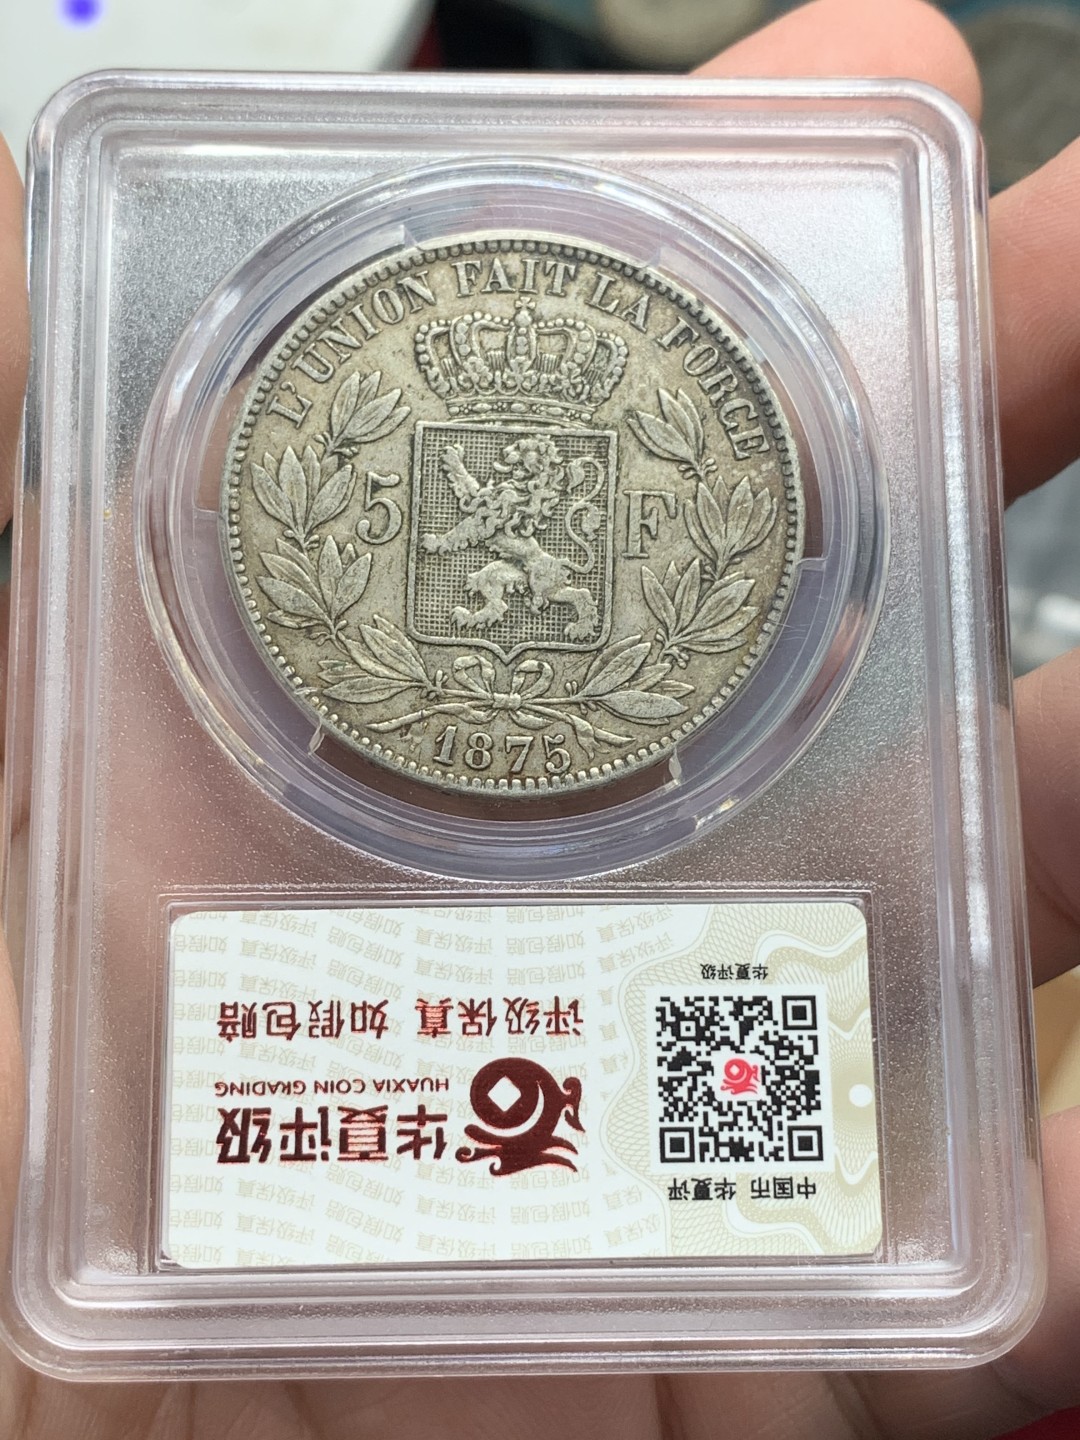 L'UNION FAIT LA FORCE
5 F
1875
中国币 华夏评
华夏评级
华夏评级
HUAXIA COIN GRADING
评级保真 如假包赔